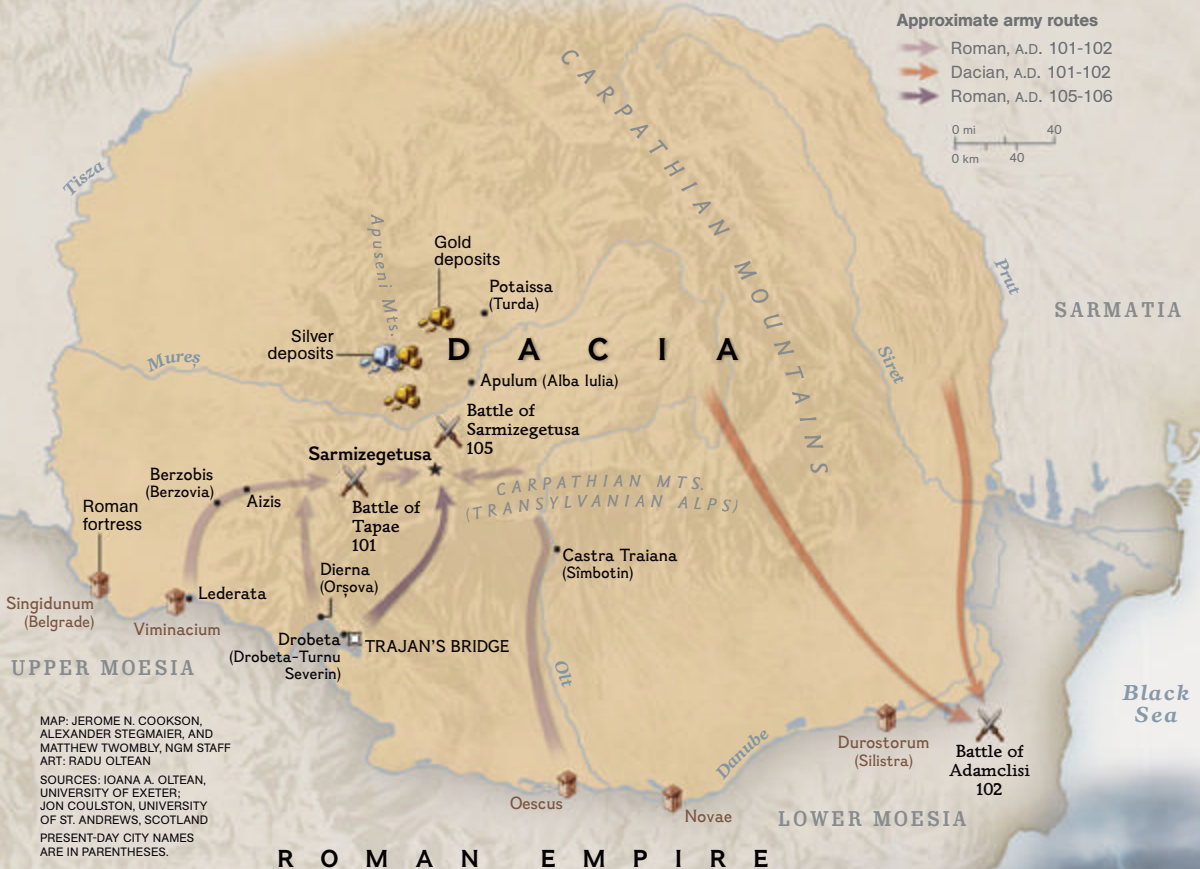 Approximate army routes
Roman, A.D. 101-102
Dacian, A.D. 101-102
Roman, A.D. 105-106
0 mi 40
0 km 40
CARPATHIAN MOUNTAINS
Tisza
Apuseni Mts.
Gold
deposits
Potaissa
(Turda)
Prut
SARMATIA
Silver
deposits
DACIA
Mureş
Siret
Apulum (Alba Iulia)
Battle of
Sarmizegetusa
105
Sarmizegetusa
Berzobis
(Berzovia)
Aizis
CARPATHIAN MTS.
(TRANSYLVANIAN ALPS)
Roman
fortress
Battle of
Tapae
101
Castra Traiana
(Sîmbotin)
Dierna
(Orşova)
Singidunum
(Belgrade)
Lederata
Viminacium
Drobeta
(Drobeta-Turnu
Severin)
TRAJAN'S BRIDGE
UPPER MOESIA
Olt
Black
Sea
Danube
Durostorum
(Silistra)
Battle of
Adamclisi
102
Oescus
Novae
LOWER MOESIA
MAP: JEROME N. COOKSON,
ALEXANDER STEGMAIER, AND
MATTHEW TWOMBLY, NGM STAFF
ART: RADU OLTEAN
SOURCES: IOANA A. OLTEAN,
UNIVERSITY OF EXETER;
JON COULSTON, UNIVERSITY
OF ST. ANDREWS, SCOTLAND
PRESENT-DAY CITY NAMES
ARE IN PARENTHESES.
ROMAN EMPIRE